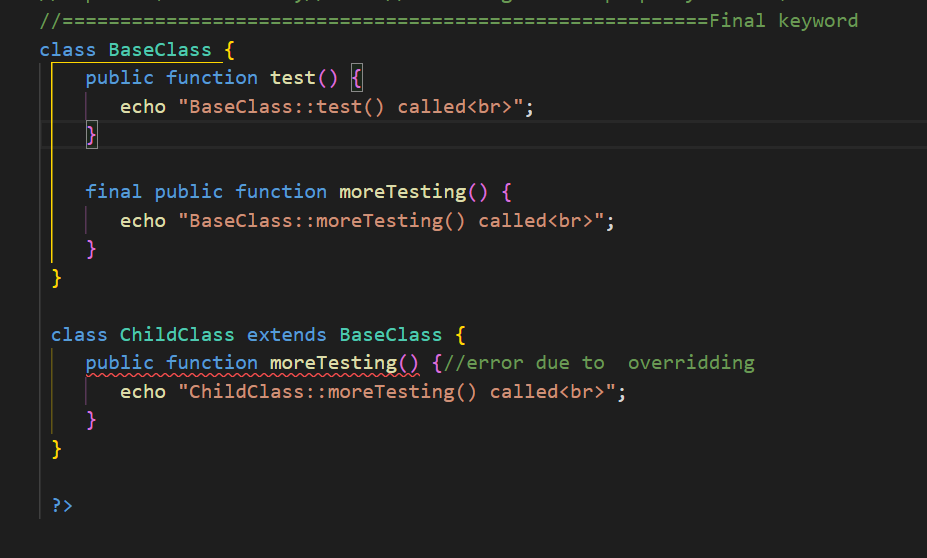 //=========================================================Final keyword
class BaseClass {
public function test() {
echo "BaseClass::test() called<br>";
}
final public function moreTesting() {
echo "BaseClass::moreTesting() called<br>";
}
}
class ChildClass extends BaseClass {
public function moreTesting() {//error due to  overridding
echo "ChildClass::moreTesting() called<br>";
}
}
?>